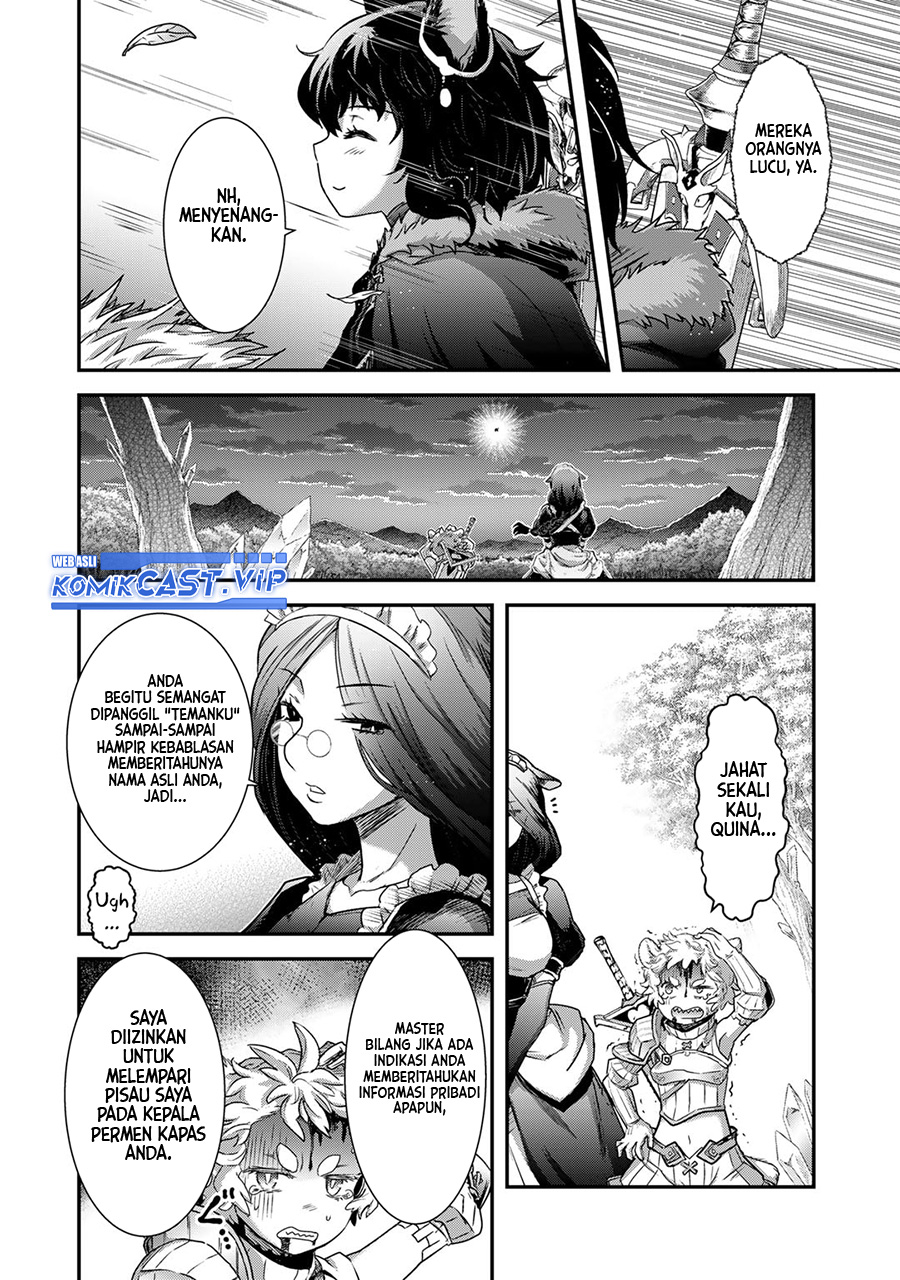 MEREKA
ORANGNYA
LUCU, YA.
NH,
MENYENANG-
KAN.
WEB ASLI
KOMIKCAST.VIP
JAHAT
SEKALI
KAU,
QUINA...
ANDA
BEGITU SEMANGAT
DIPANGGIL "TEMANKU"
SAMPAI-SAMPAI
HAMPIR KEBABLASAN
MEMBERITAHUNYA
NAMA ASLI ANDA,
JADI...
Ugh
...
MASTER
BILANG JIKA ADA
INDIKASI ANDA
MEMBERITAHUKAN
INFORMASI PRIBADI
APAPUN,
SAYA
DIIZINKAN
UNTUK
MELEMPARI
PISAU SAYA
PADA KEPALA
PERMEN KAPAS
ANDA.